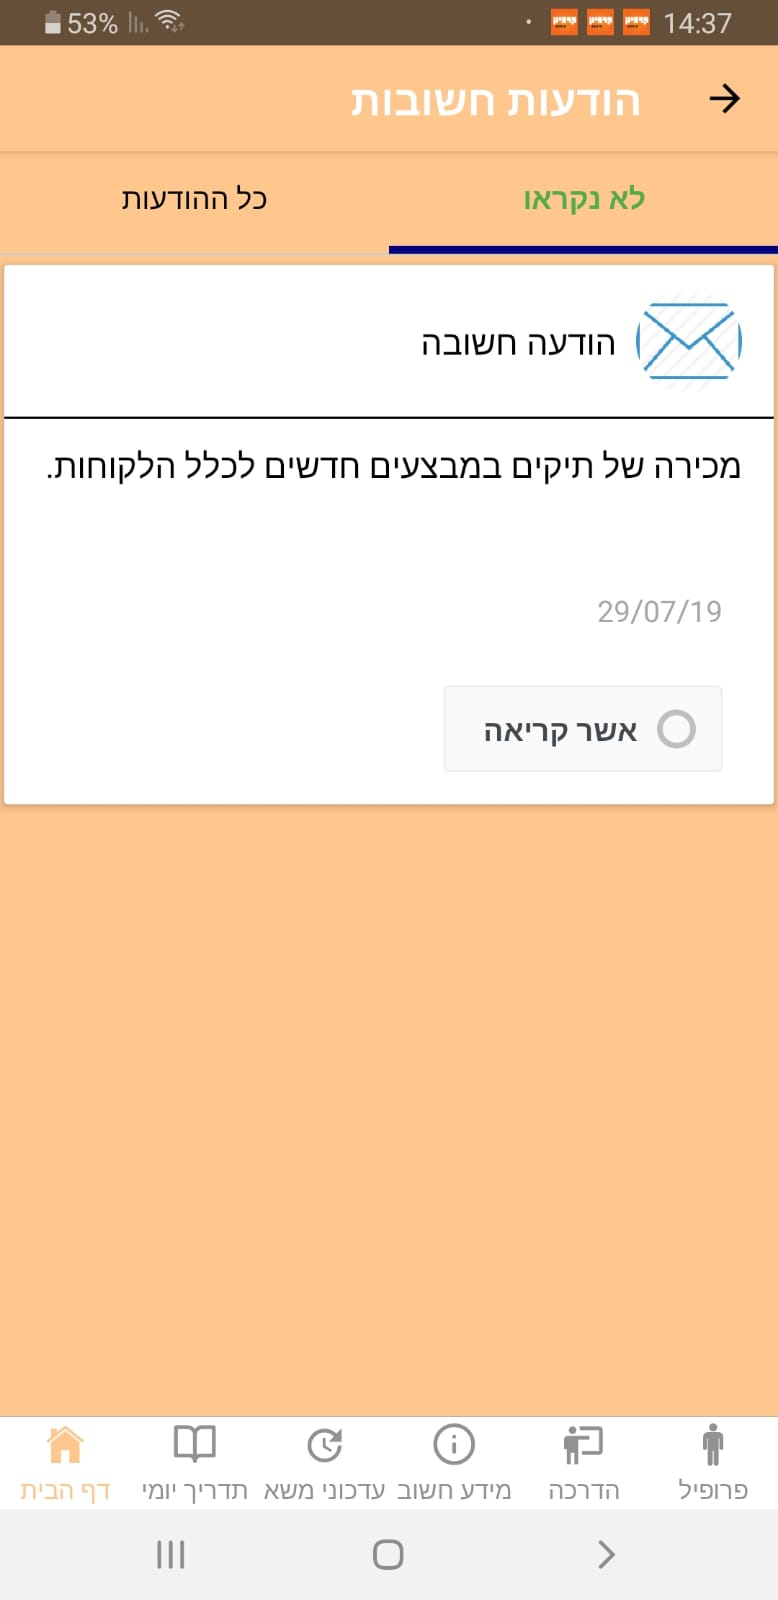 53%
14:37
הודעות חשובות
לא נקראו
כל ההודעות
הודעה חשובה
מכירה של תיקים במבצעים חדשים לכלל הלקוחות.
29/07/19
אשר קריאה
פרופיל
הדרכה
מידע חשוב
עדכוני משא
תדריך יומי
דף הבית